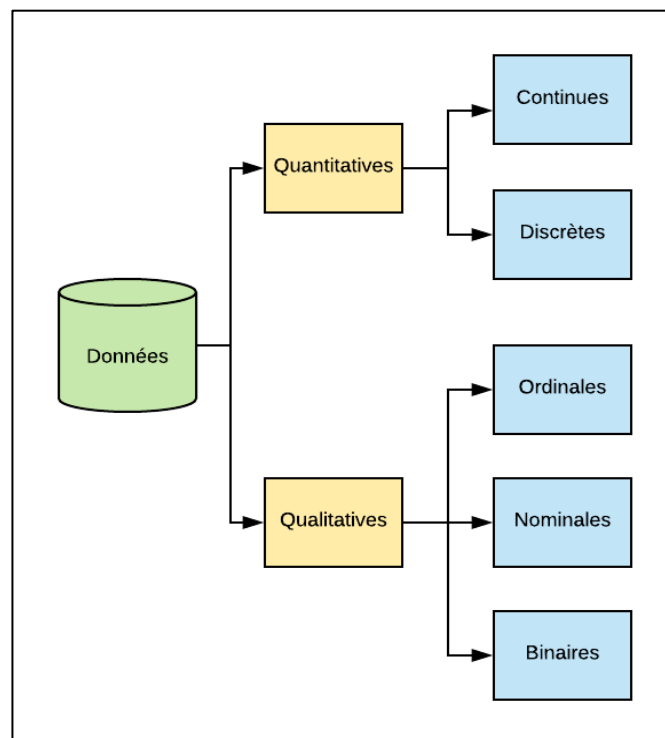 Continues
Quantitatives
Discrètes
Données
Ordinales
Qualitatives
Nominales
Binaires